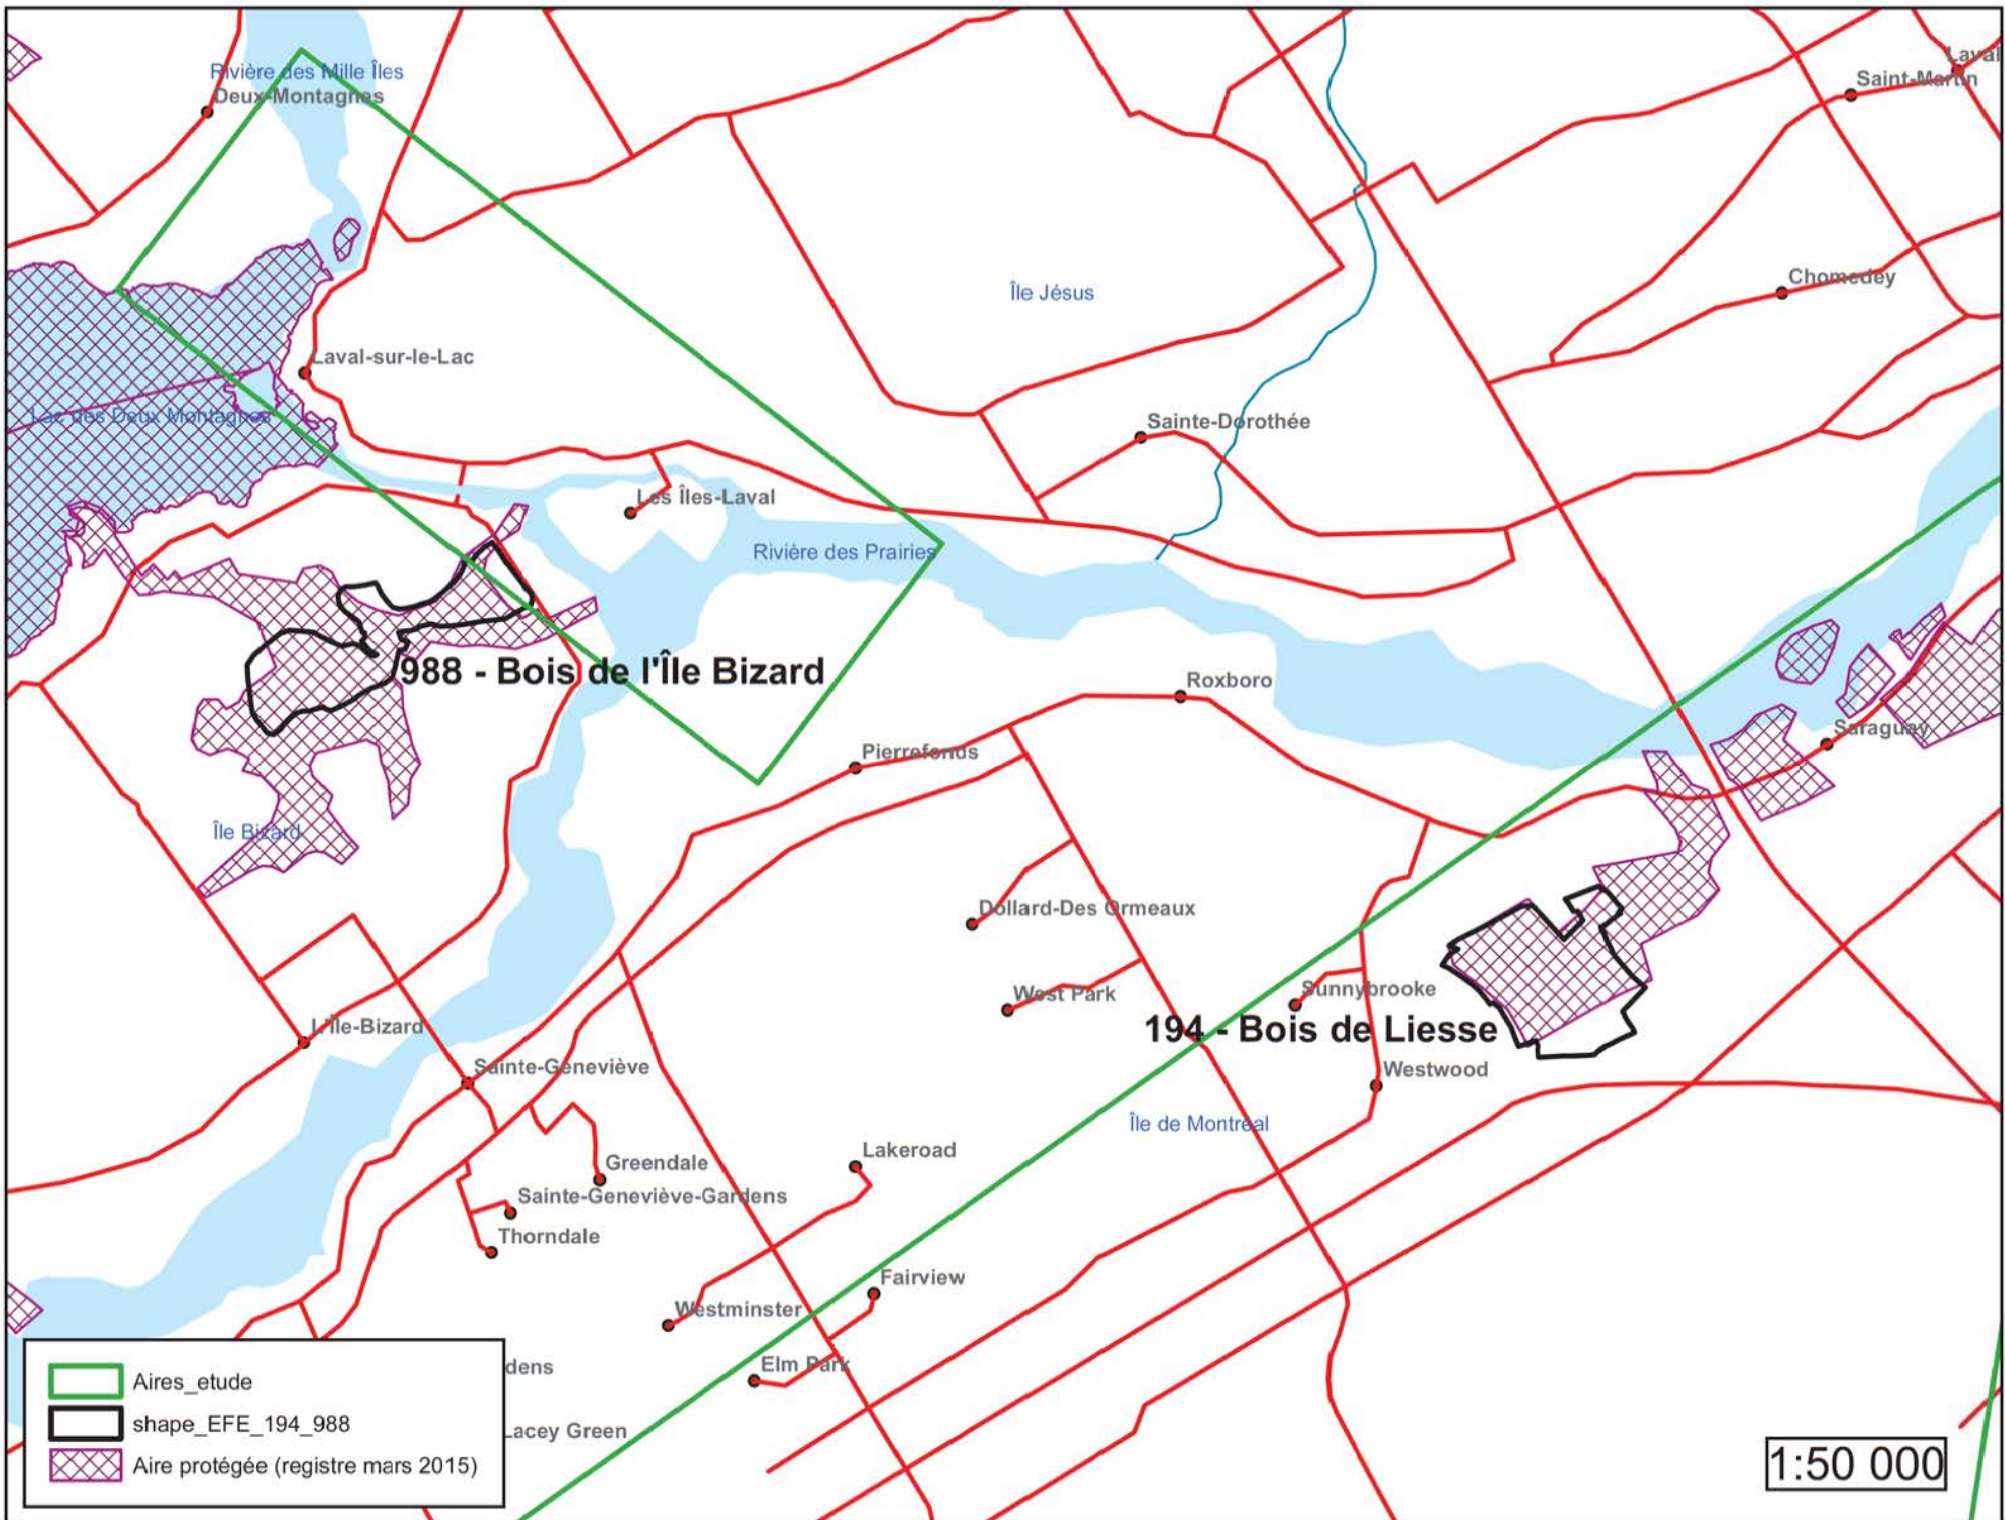 Laval
Rivière des Mille Îles
Saint-Martin
Deux-Montagnes
Chomedey
Île Jésus
Laval-sur-le-Lac
Lac des Deux Montagnes
Sainte-Dorothée
Les Îles-Laval
Rivière des Prairies
988 - Bois de l'Île Bizard
Roxboro
Saraguay
Pierrefonds
Île Bizard
Dollard-Des Ormeaux
West Park
Sunnybrooke
L'Île-Bizard
194 - Bois de Liesse
Sainte-Geneviève
Westwood
Île de Montréal
Lakeroad
Greendale
Sainte-Geneviève-Gardens
Thorndale
Fairview
Westminster
Elm Park
dens
Aires_etude
shape_EFE_194_988
Lacey Green
Aire protégée (registre mars 2015)
1:50 000